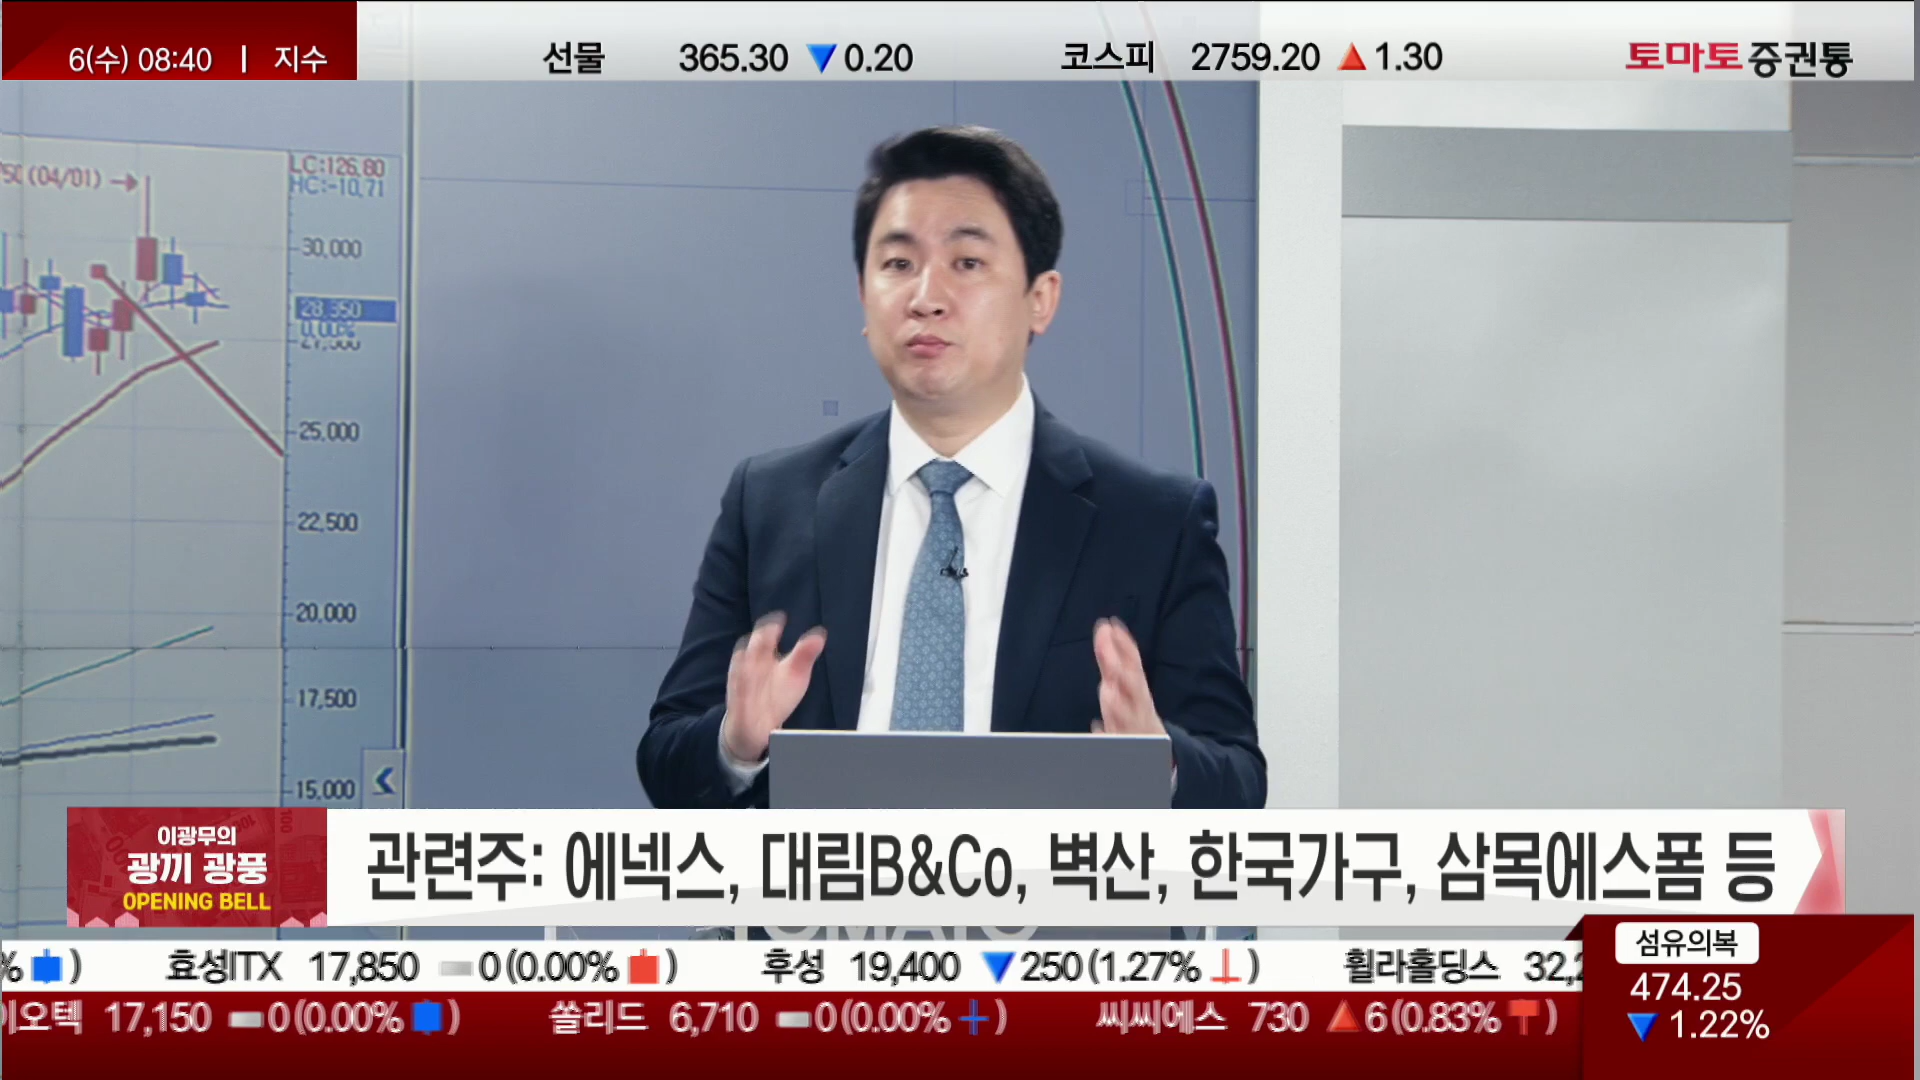 6(수) 08:40 | 지수
선물 365.30 ▼0.20
코스피 2759.20 ▲1.30
토마토증권통
(04/01)→
LC:126.80
HC:-10.71
30,000
28,350
0.00%
25,000
22,500
20,000
17,500
15,000
이광무의
광끼 광풍
OPENING BELL
관련주: 에넥스, 대림B&Co, 벽산, 한국가구, 삼목에스폼 등
효성ITX 17,850 0(0.00% )
후성 19,400 ▼250(1.27% )
휠라홀딩스
이오텍 17,150 0(0.00% )
쏠리드 6,710 0(0.00% )
씨씨에스 730 ▲6(0.83% )
섬유의복
474.25
▼1.22%